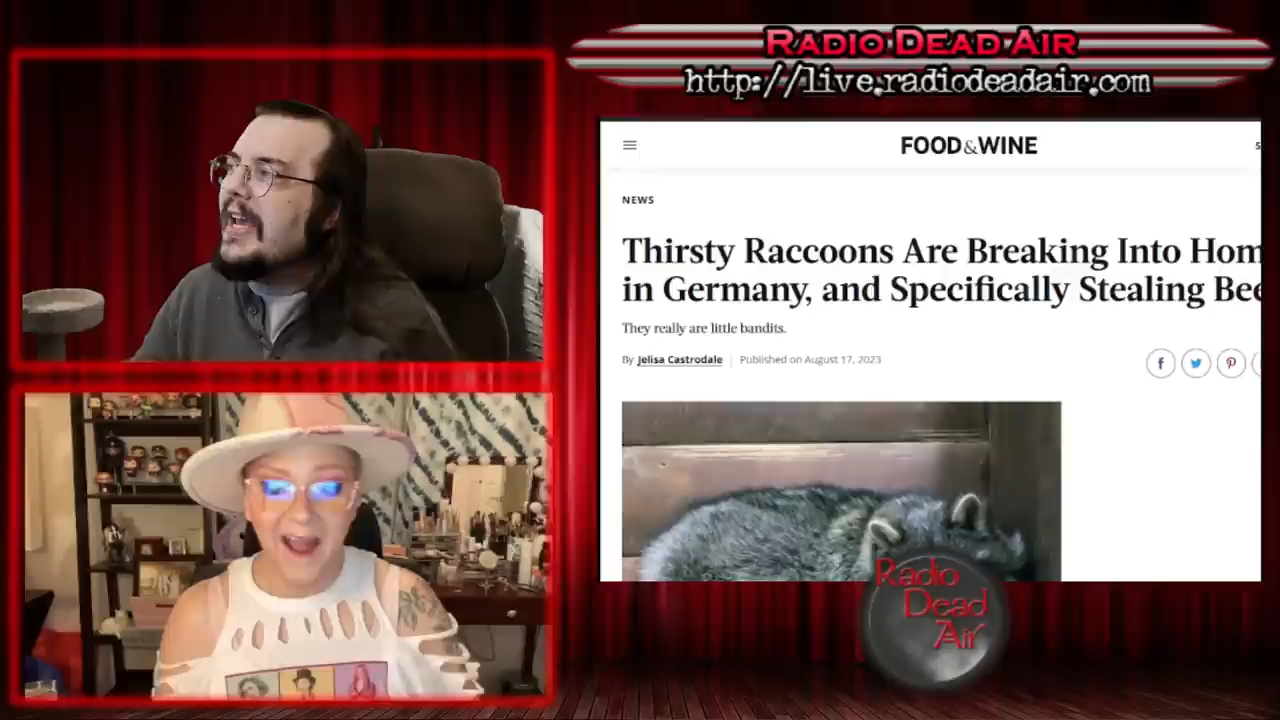 RADIO DEAD AIR
http://live.radiodeadair.com
FOOD&WINE
NEWS
Thirsty Raccoons Are Breaking Into Hom
in Germany, and Specifically Stealing Bee
They really are little bandits.
By Jelisa Castrodale | Published on August 17, 2023
Radio
Dead
Air